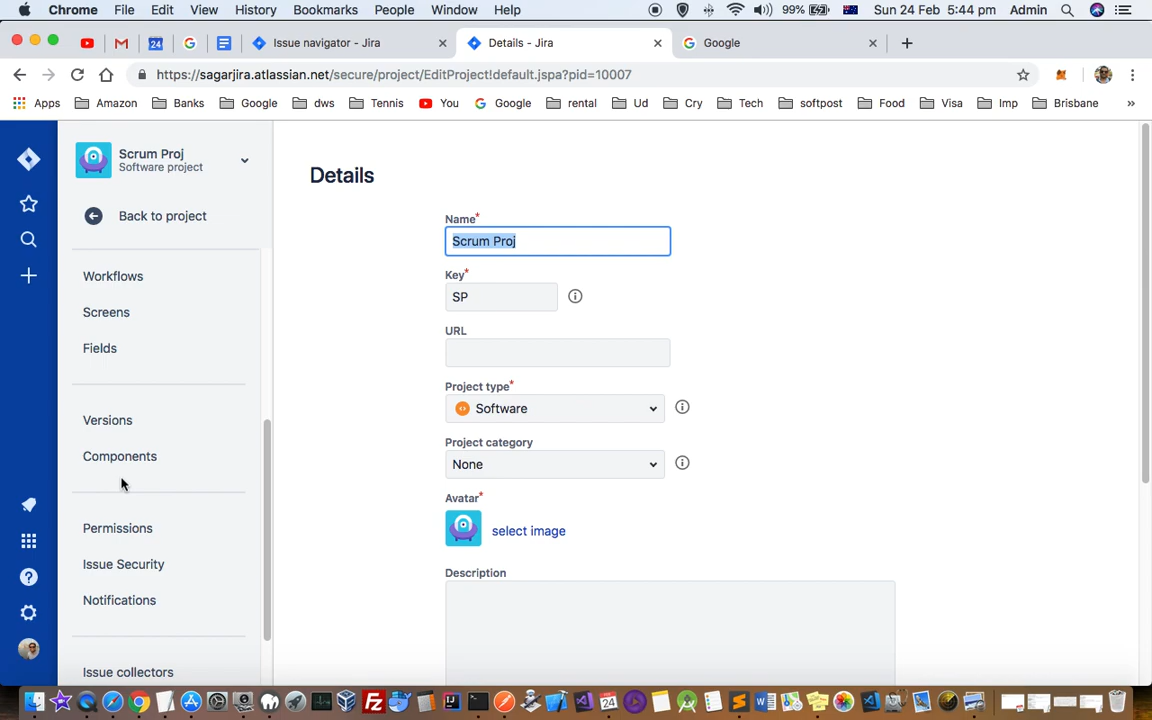 Chrome File Edit View History Bookmarks People Window Help 99% Sun 24 Feb 5:44 pm Admin
Issue navigator - Jira Details - Jira Google
https://sagarjira.atlassian.net/secure/project/EditProject!default.jspa?pid=10007
Apps Amazon Banks Google dws Tennis You Google rental Ud Cry Tech softpost Food Visa Imp Brisbane »
Scrum Proj
Software project
Back to project
Workflows
Screens
Fields
Versions
Components
Permissions
Issue Security
Notifications
Issue collectors
Details
Name*
Scrum Proj
Key*
SP
URL
Project type*
Software
Project category
None
Avatar*
select image
Description